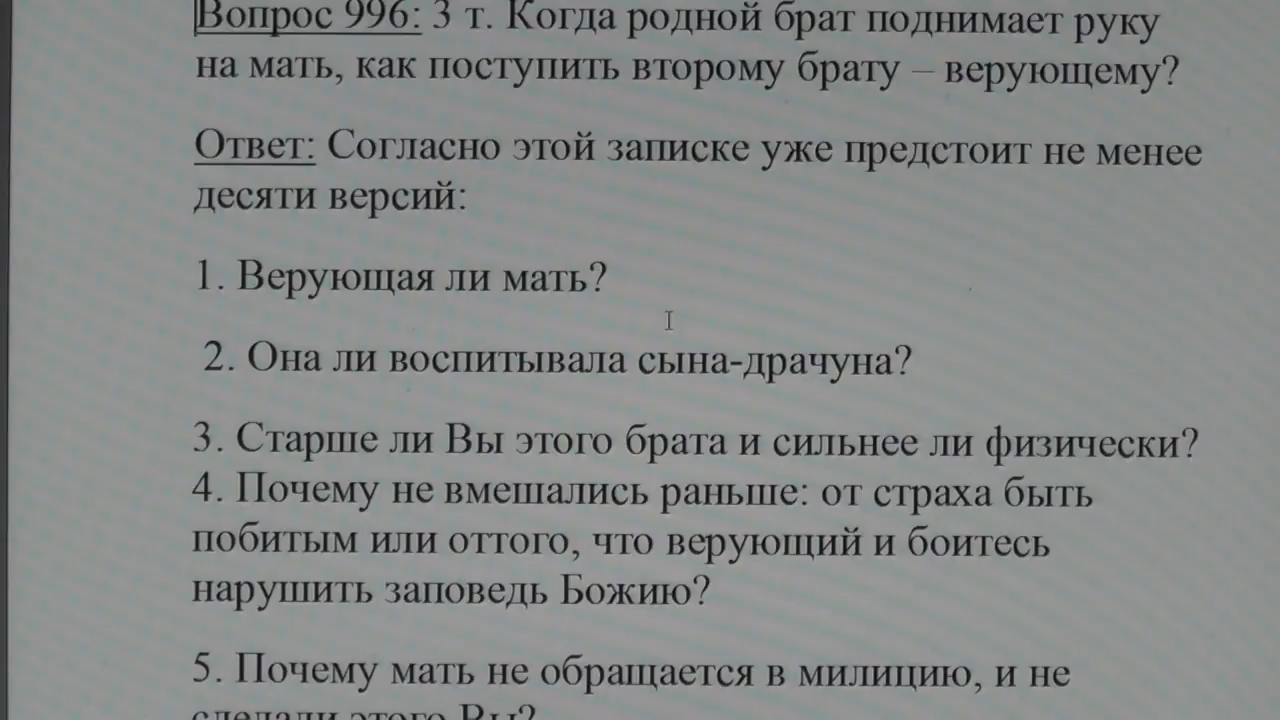 Вопрос 996: 3 т. Когда родной брат поднимает руку
на мать, как поступить второму брату – верующему?
Ответ: Согласно этой записке уже предстоит не менее
десяти версий:
1. Верующая ли мать?
2. Она ли воспитывала сына-драчуна?
3. Старше ли Вы этого брата и сильнее ли физически?
4. Почему не вмешались раньше: от страха быть
побитым или оттого, что верующий и боитесь
нарушить заповедь Божию?
5. Почему мать не обращается в милицию, и не
сделали этого Вы?